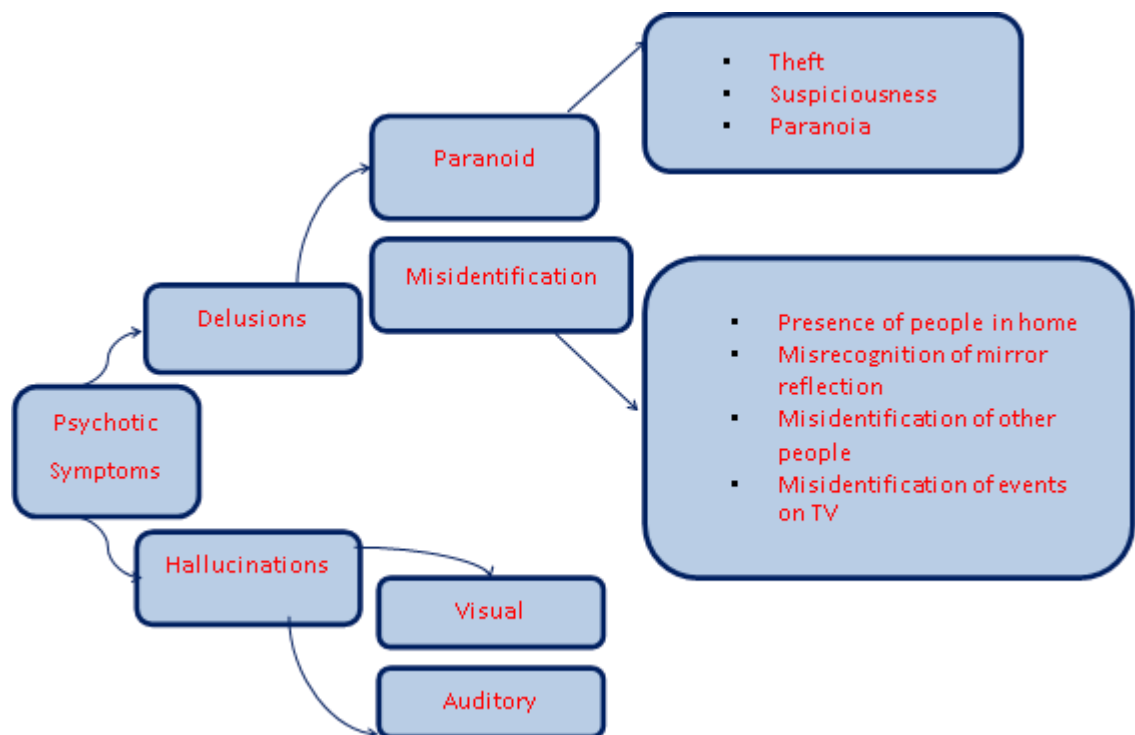 Theft
Suspiciousness
Paranoia
Paranoid
Misidentification
Delusions
Presence of people in home
Misrecognition of mirror
reflection
Misidentification of other
people
Misidentification of events
on TV
Psychotic
Symptoms
Hallucinations
Visual
Auditory